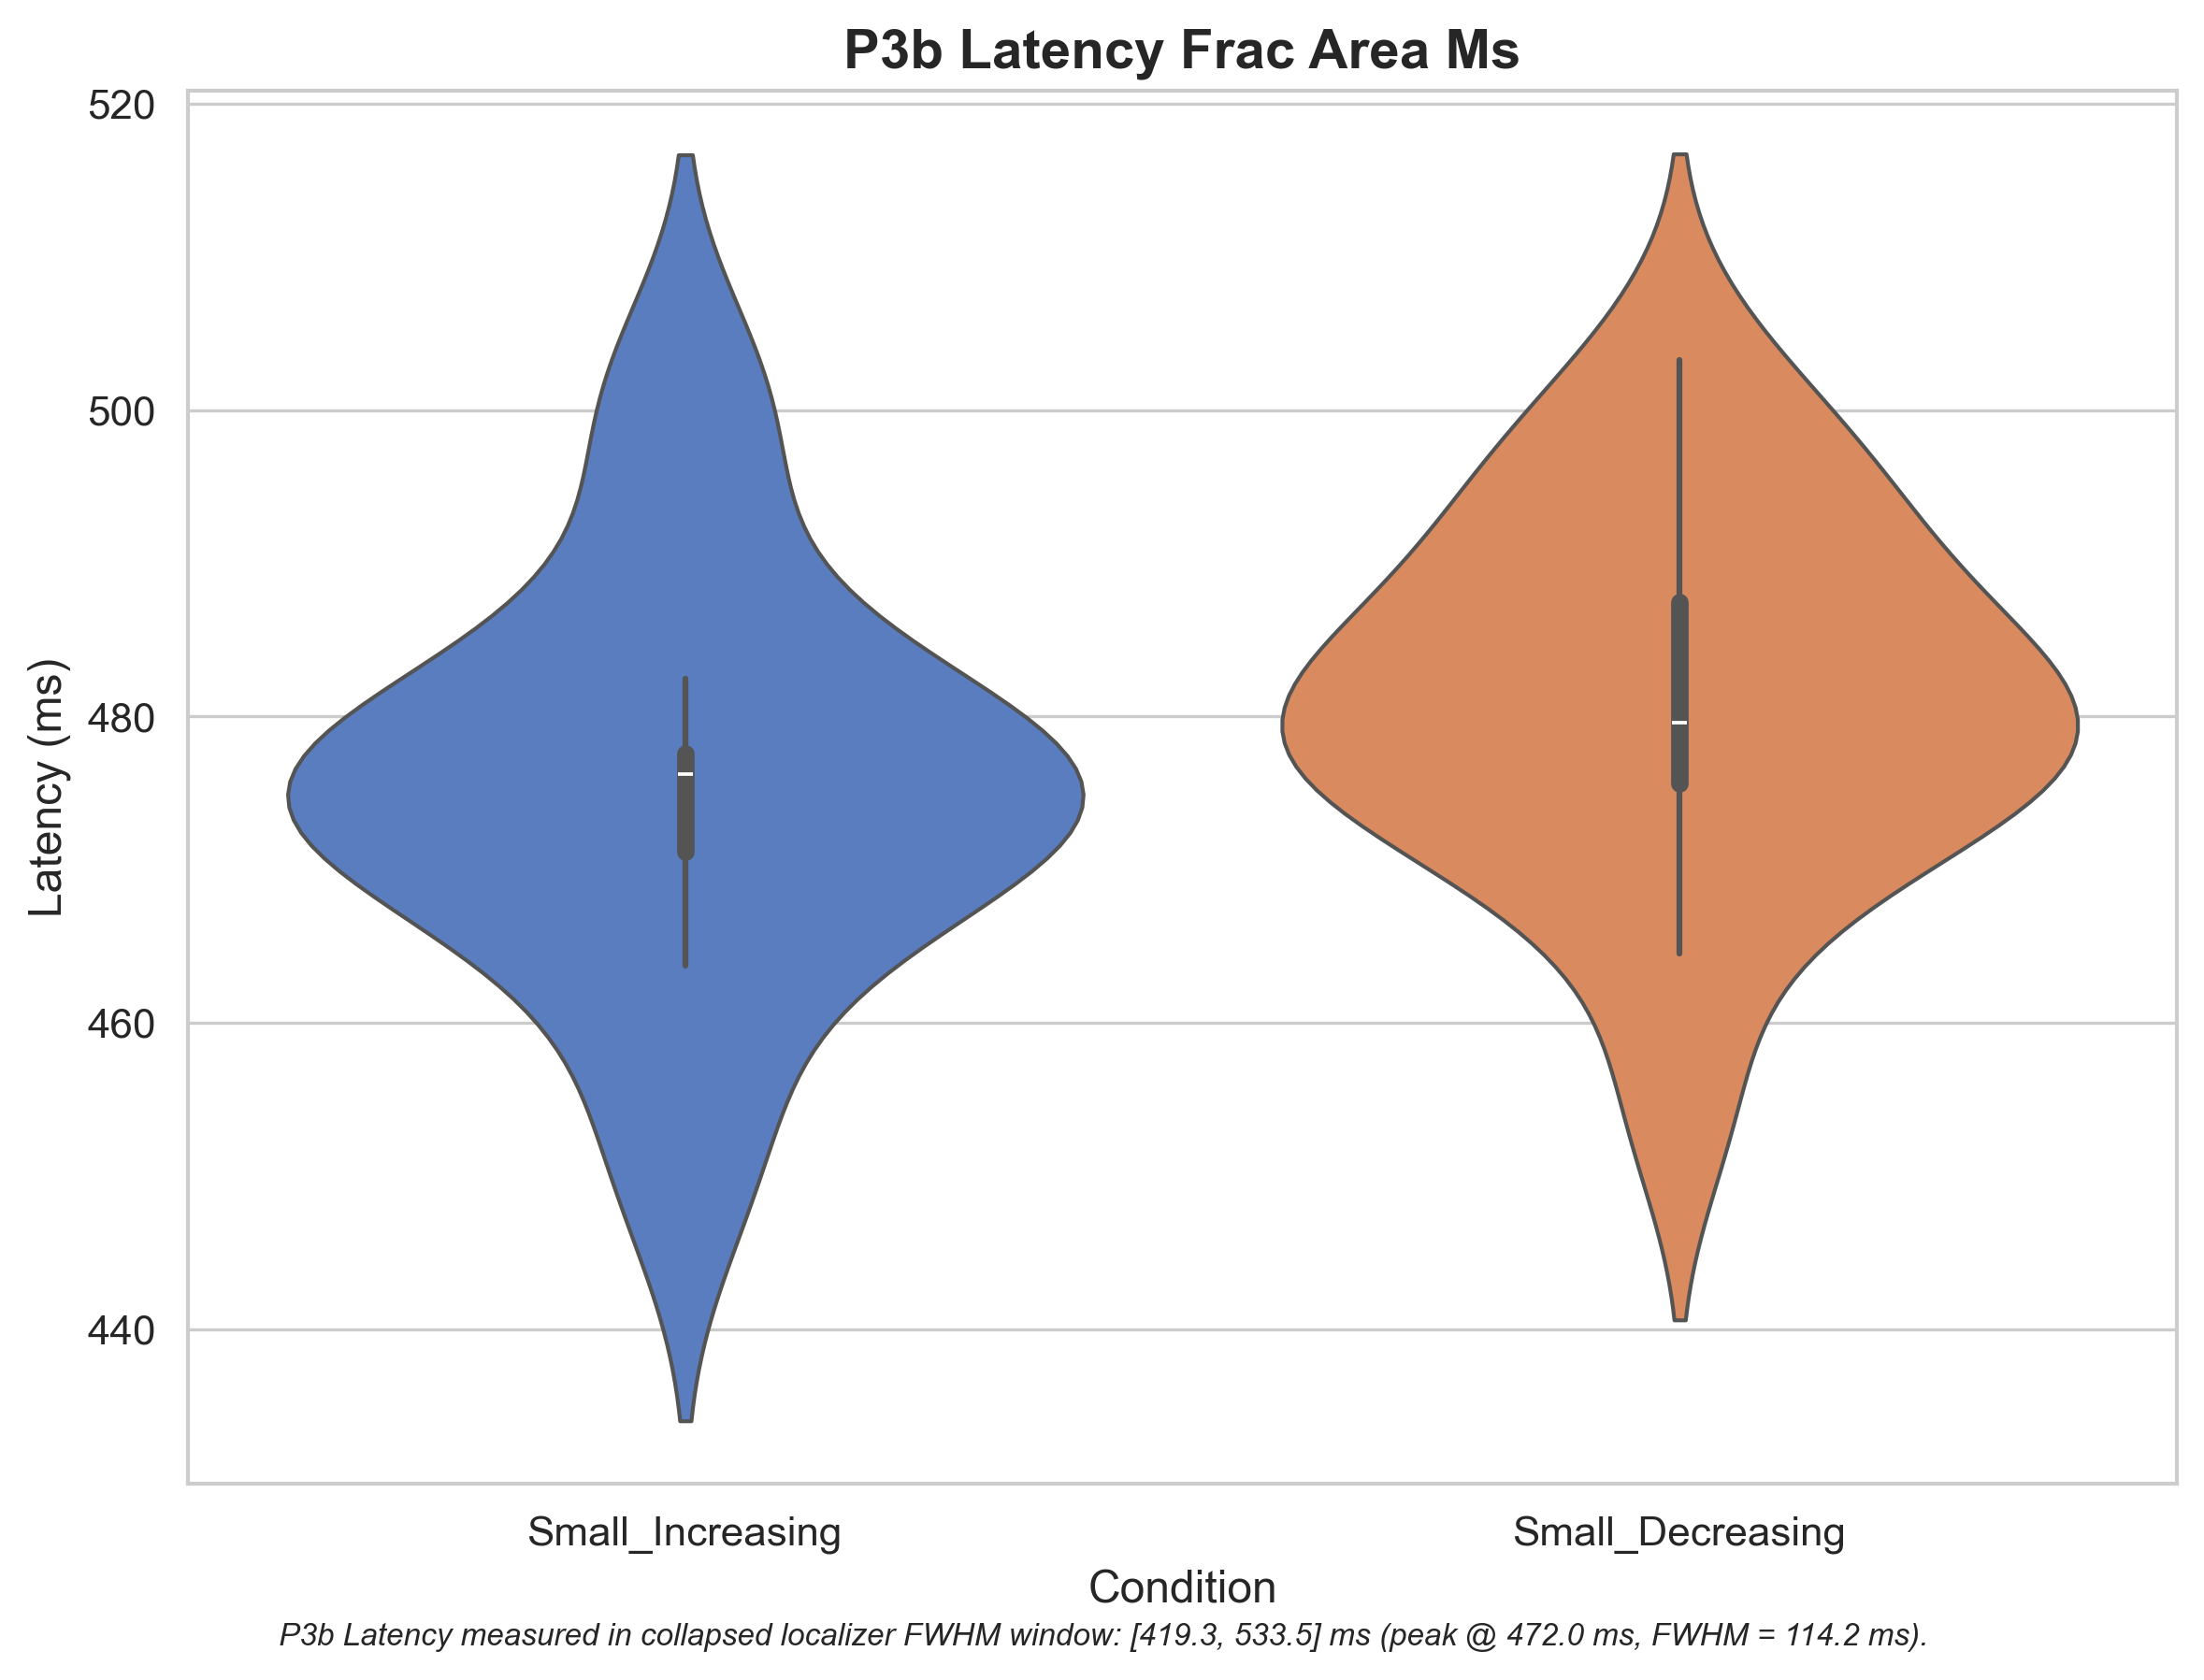 P3b Latency Frac Area Ms
520
500
480
460
440
Latency (ms)
Small_Increasing
Small_Decreasing
Condition
P3b Latency measured in collapsed localizer FWHM window: [419.3, 533.5] ms (peak @ 472.0 ms, FWHM = 114.2 ms).